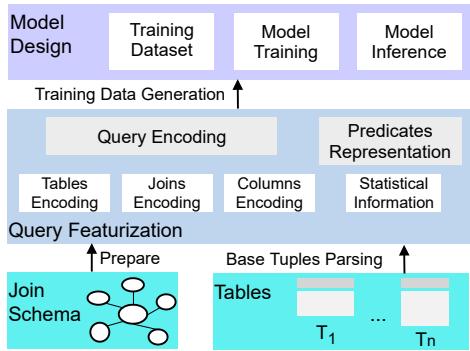 Model
Design
Training
Dataset
Model
Training
Model
Inference
Training Data Generation
Query Encoding
Predicates
Representation
Tables
Encoding
Joins
Encoding
Columns
Encoding
Statistical
Information
Query Featurization
Prepare
Base Tuples Parsing
Join
Schema
Tables
T1
...
Tn